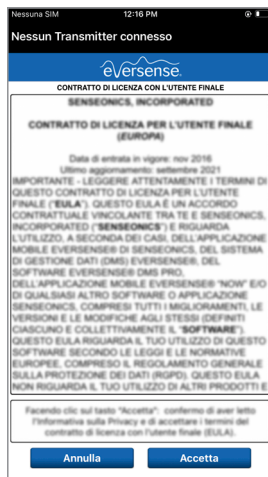 Nessuna SIM 12:16 PM
Nessun Transmitter connesso
eversense.
CONTRATTO DI LICENZA CON L'UTENTE FINALE
SENSEONICS, INCORPORATED
CONTRATTO DI LICENZA PER L'UTENTE FINALE
(EUROPA)
Data di entrata in vigore: nov 2016
Ultimo aggiornamento: settembre 2021
IMPORTANTE - LEGGERE ATTENTAMENTE I TERMINI DI
QUESTO CONTRATTO DI LICENZA PER L'UTENTE
FINALE ("EULA"). QUESTO EULA È UN ACCORDO
CONTRATTUALE VINCOLANTE TRA TE E SENSEONICS,
INCORPORATED ("SENSEONICS") E RIGUARDA
L'UTILIZZO, A SECONDA DEI CASI, DELL'APPLICAZIONE
MOBILE EVERSENSE® DI SENSEONICS, DEL SISTEMA
DI GESTIONE DATI (DMS) EVERSENSE®, DEL
SOFTWARE EVERSENSE® DMS PRO,
DELL'APPLICAZIONE MOBILE EVERSENSE® "NOW" E/O
DI QUALSIASI ALTRO SOFTWARE O APPLICAZIONE
SENSEONICS, COMPRESI TUTTI I MIGLIORAMENTI, LE
VERSIONI E LE MODIFICHE AGLI STESSI (DEFINITI
CIASCUNO E COLLETTIVAMENTE IL "SOFTWARE").
QUESTO EULA RIGUARDA IL TUO UTILIZZO DI QUESTO
SOFTWARE SECONDO LE LEGGI E LE NORMATIVE
EUROPEE, COMPRESO IL REGOLAMENTO GENERALE
SULLA PROTEZIONE DEI DATI (RGPD). QUESTO EULA
NON RIGUARDA IL TUO UTILIZZO DI ALTRI PRODOTTI E
Facendo clic sul tasto "Accetta": confermo di aver letto
l'Informativa sulla Privacy e di accettare i termini del
contratto di licenza con l'utente finale (EULA).
Annulla Accetta